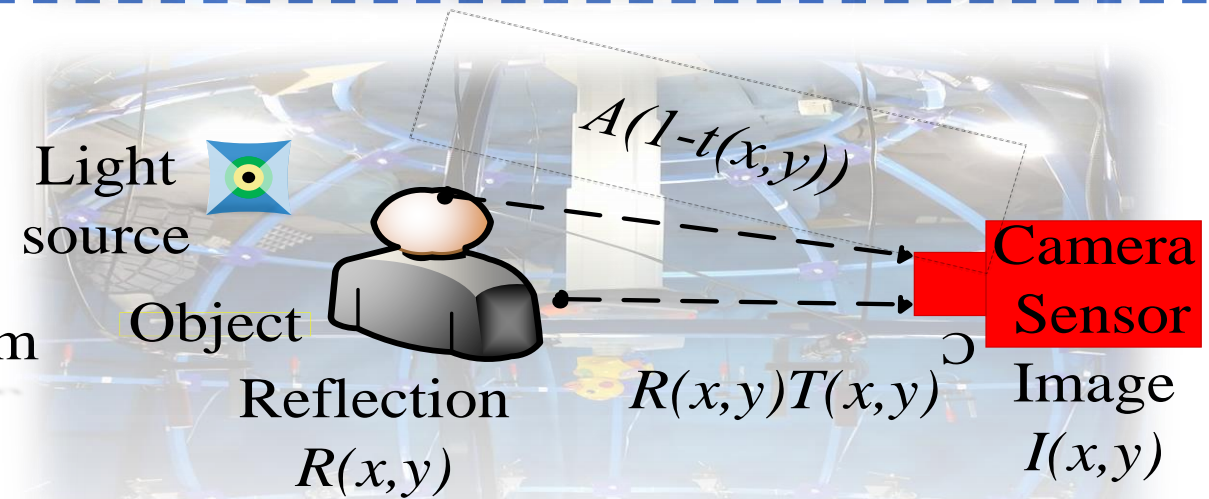 A(1-t(x,y))
Light
source
Camera
Sensor
Object
m
Reflection
R(x,y)
R(x,y)T(x,y)
Ɔ
Image
I(x,y)